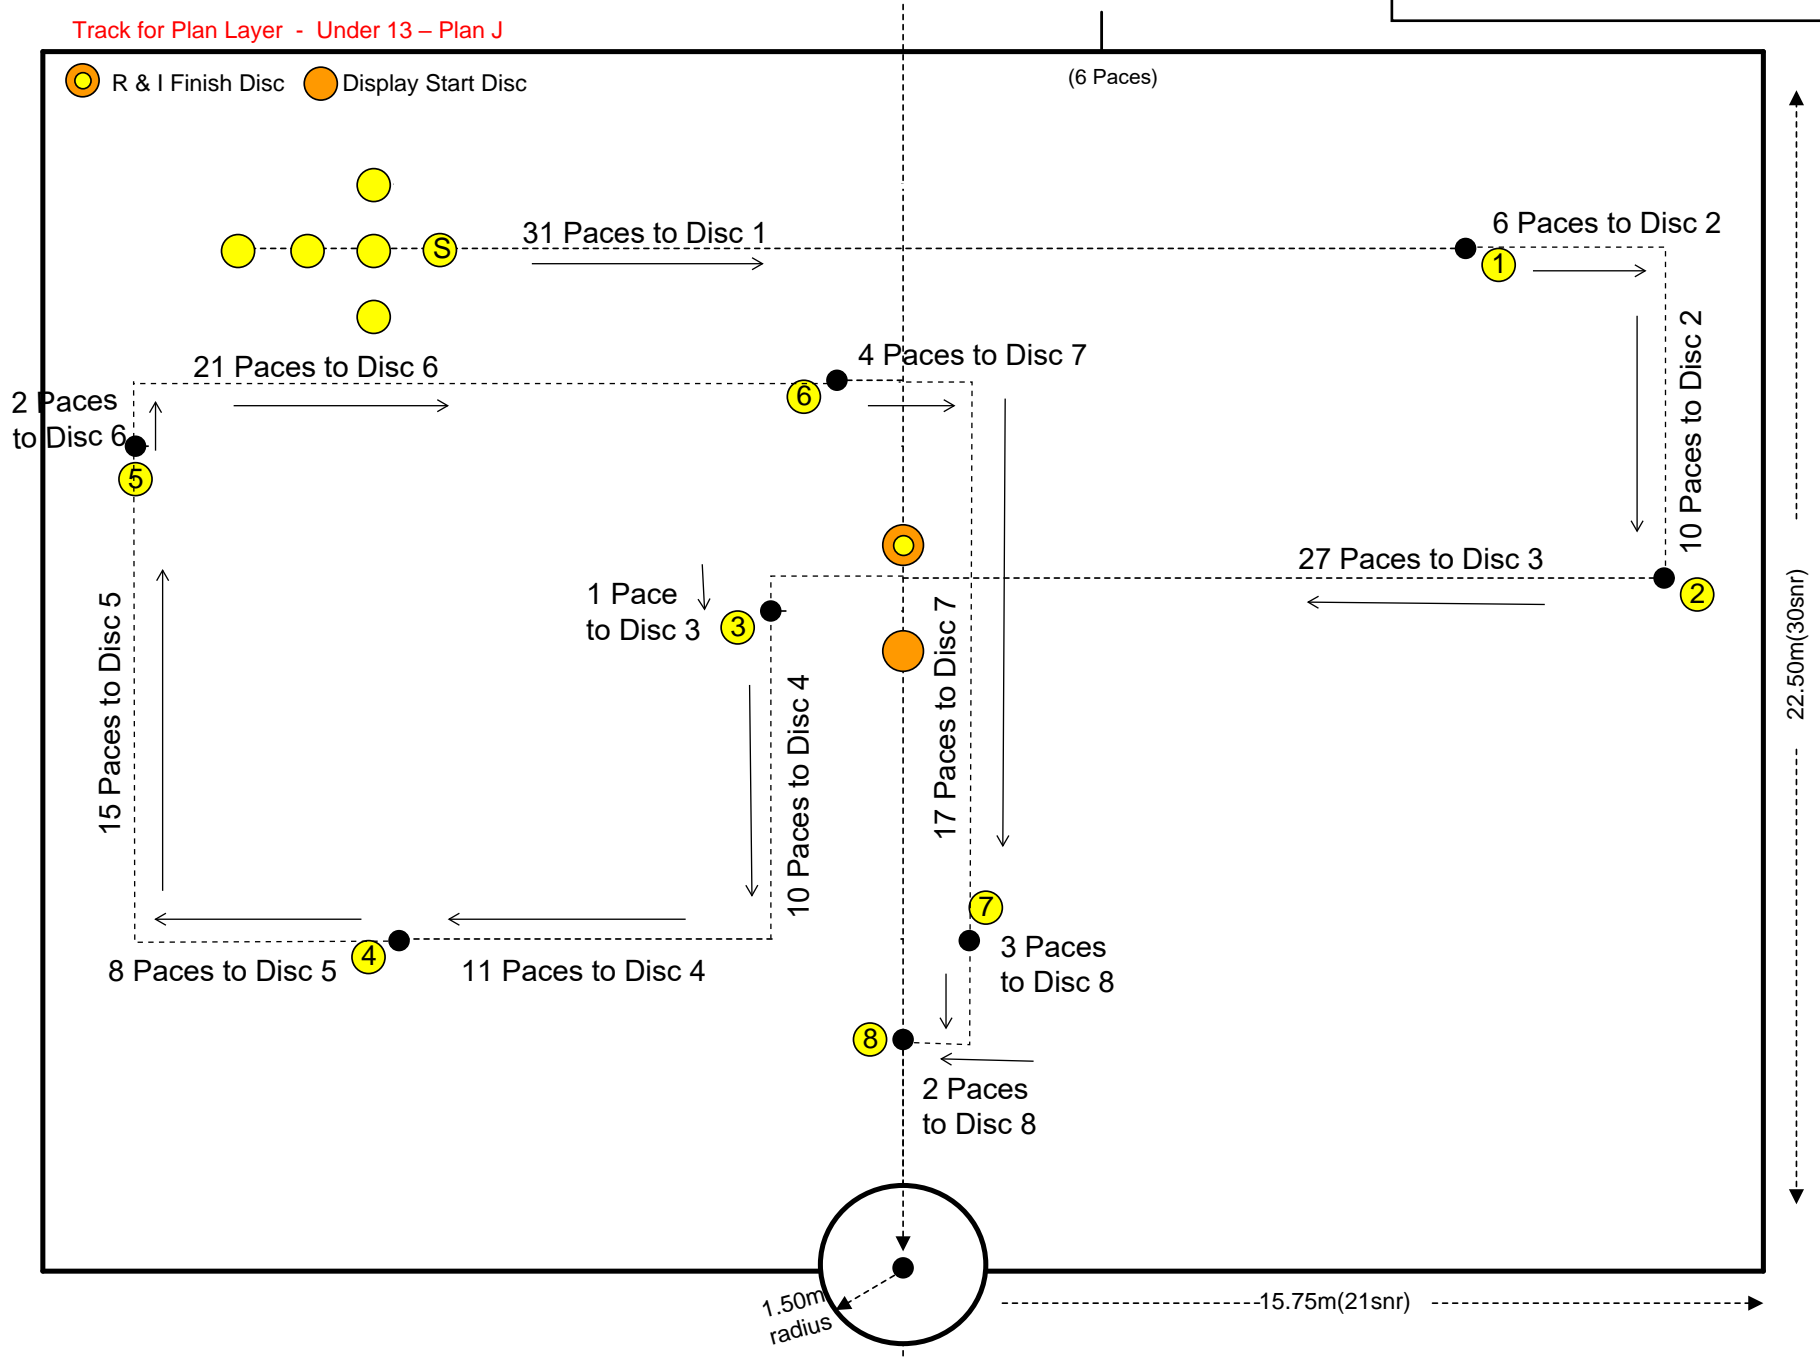 Track for Plan Layer - Under 13 – Plan J
R & I Finish Disc
Display Start Disc
(6 Paces)
S
31 Paces to Disc 1
6 Paces to Disc 2
1
10 Paces to Disc 2
21 Paces to Disc 6
4 Paces to Disc 7
6
2 Paces
to Disc 6
5
27 Paces to Disc 3
2
1 Pace
to Disc 3
3
15 Paces to Disc 5
10 Paces to Disc 4
17 Paces to Disc 7
22.50m(30snr)
7
3 Paces
to Disc 8
4
8 Paces to Disc 5
11 Paces to Disc 4
8
2 Paces
to Disc 8
1.50m
radius
15.75m(21snr)